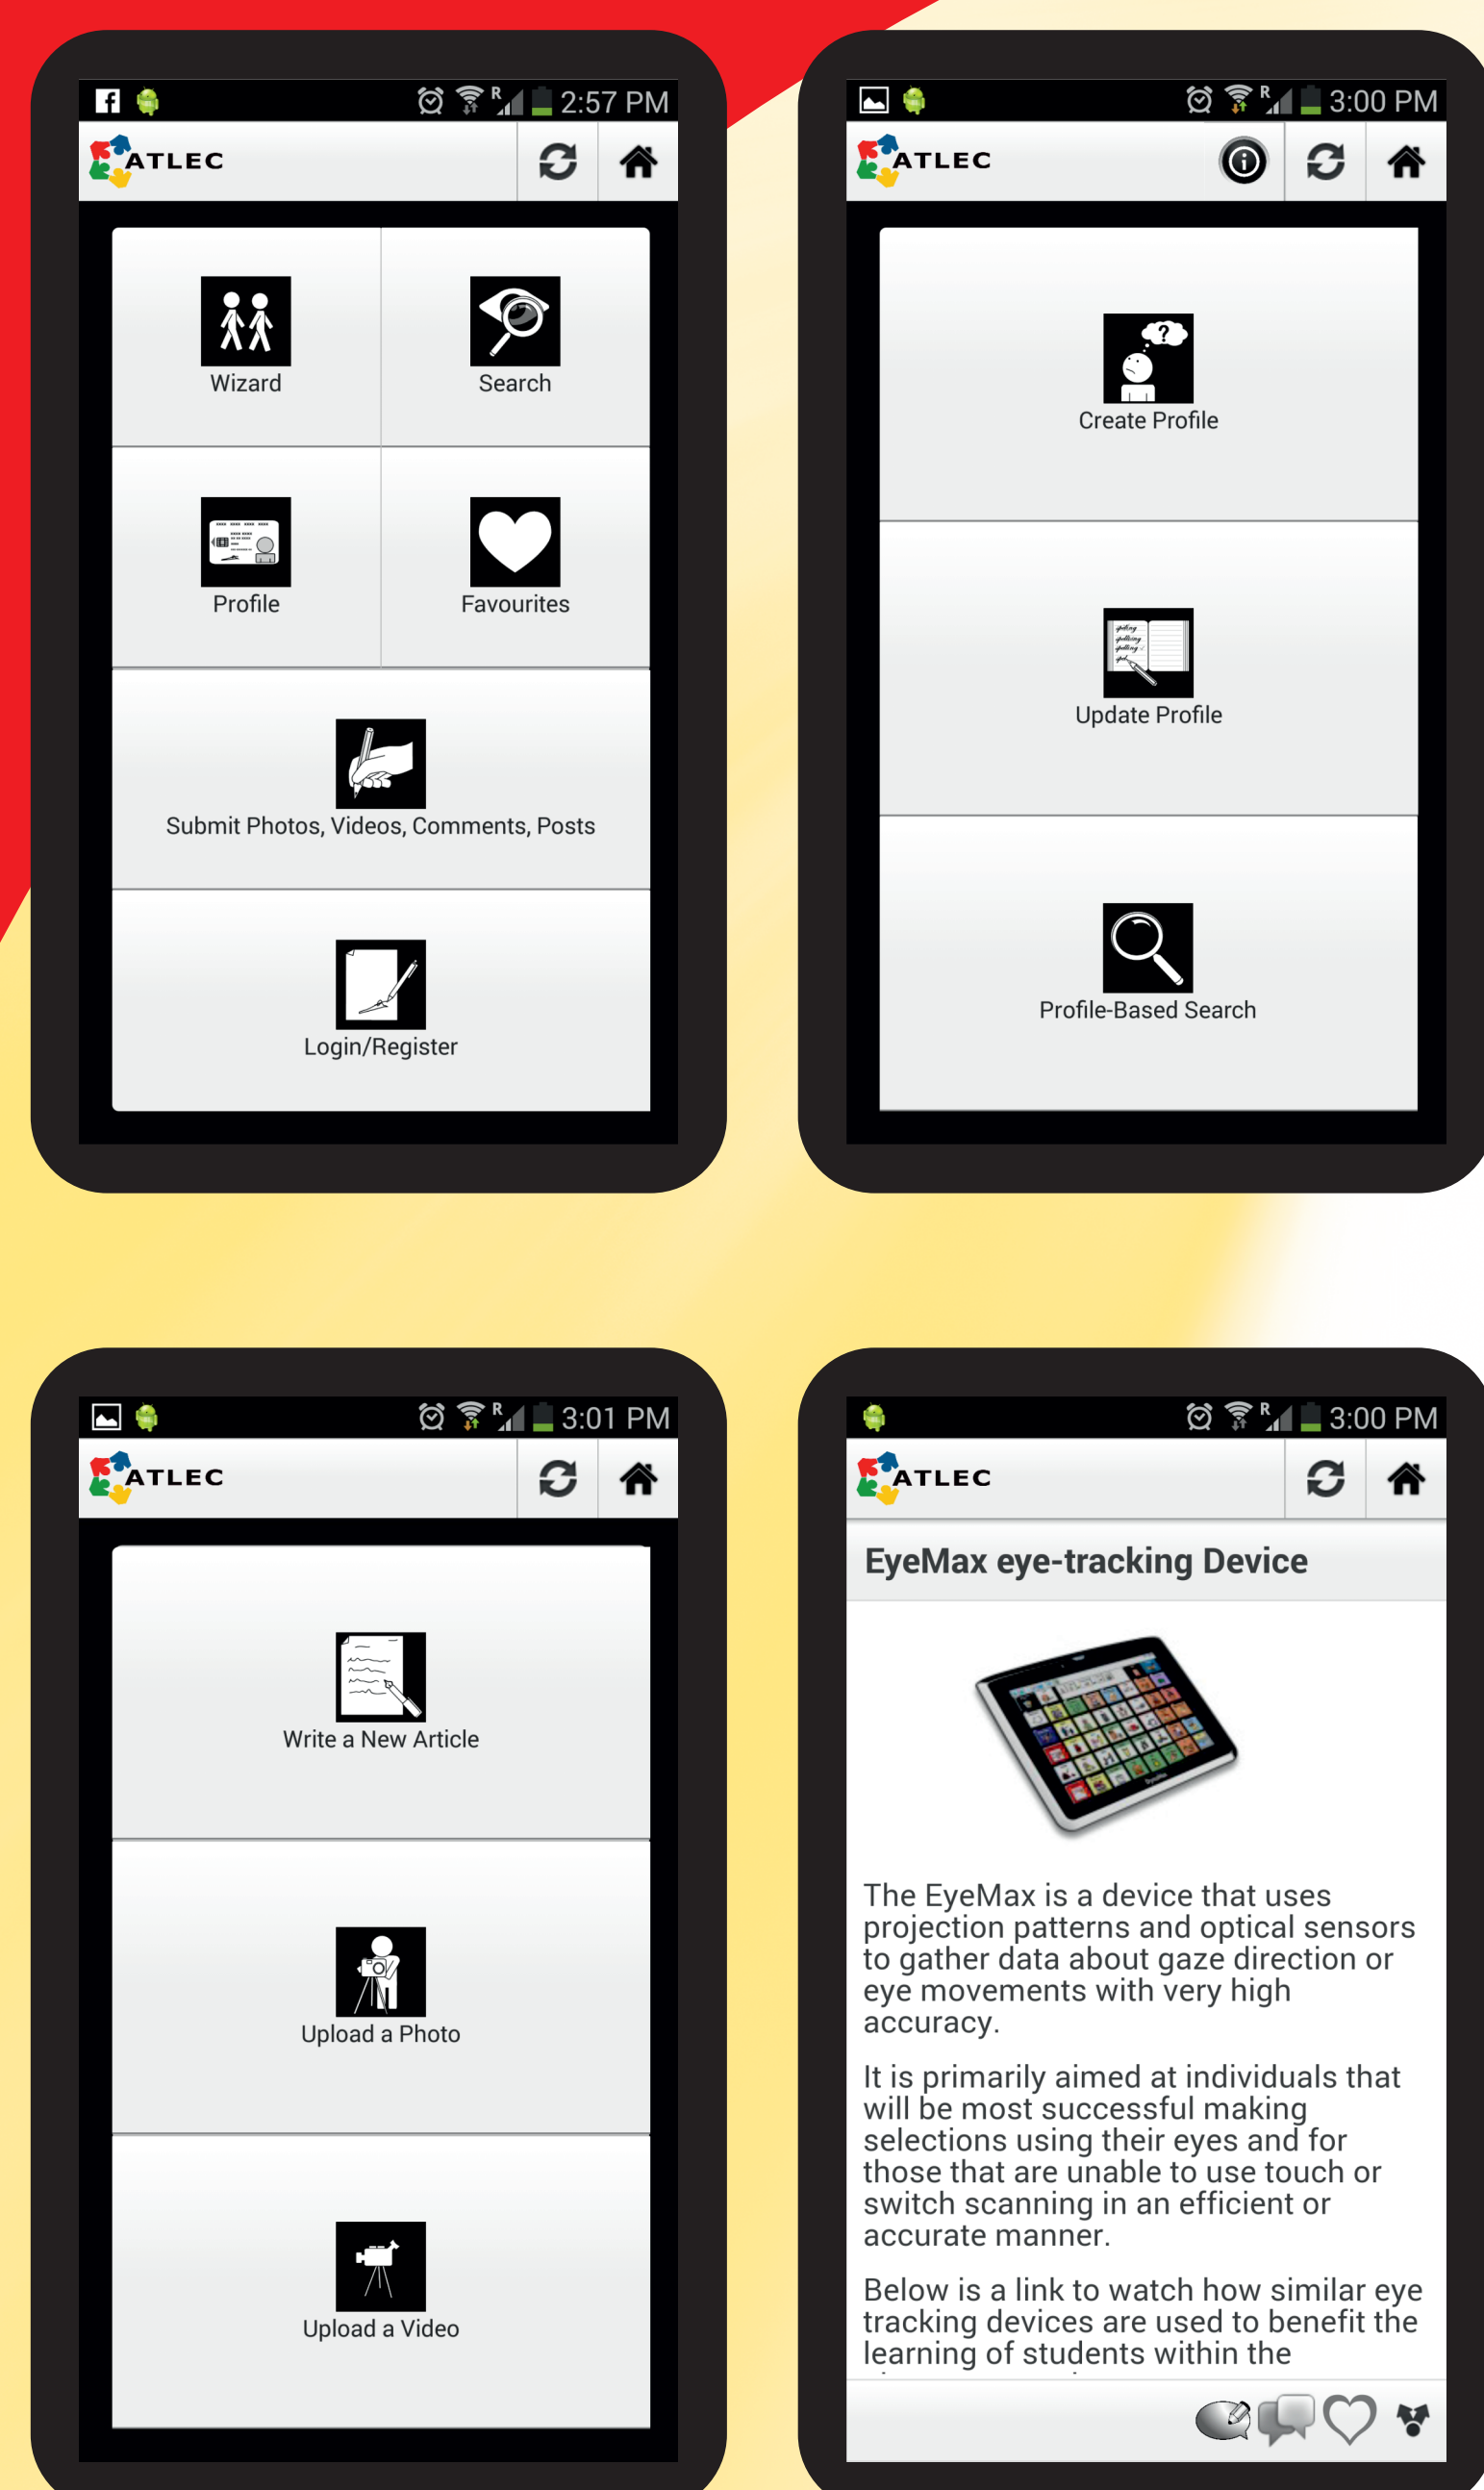 R 2:57 PM
ATLEC
Wizard
Search
Profile
Favourites
Submit Photos, Videos, Comments, Posts
Login/Register
R 3:00 PM
ATLEC
Create Profile
Update Profile
Profile-Based Search
R 3:01 PM
ATLEC
Write a New Article
Upload a Photo
Upload a Video
R 3:00 PM
ATLEC
EyeMax eye-tracking Device
The EyeMax is a device that uses
projection patterns and optical sensors
to gather data about gaze direction or
eye movements with very high
accuracy.
It is primarily aimed at individuals that
will be most successful making
selections using their eyes and for
those that are unable to use touch or
switch scanning in an efficient or
accurate manner.
Below is a link to watch how similar eye
tracking devices are used to benefit the
learning of students within the